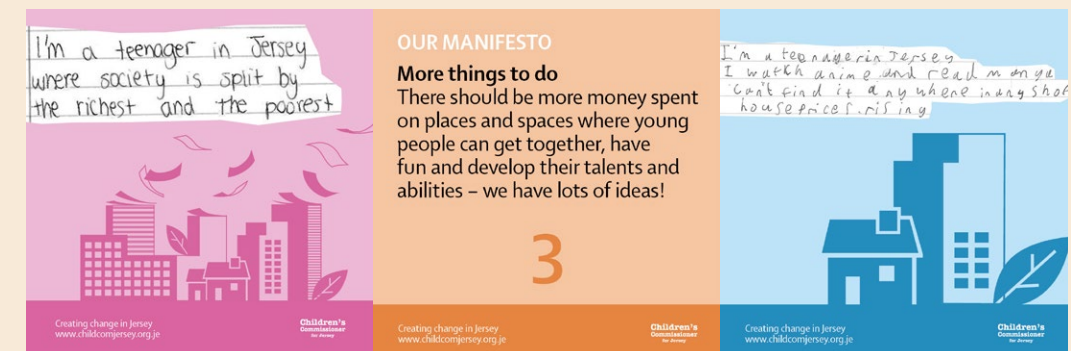 I'm a teenager in Jersey
where society is split by
the richest and the poorest
Creating change in Jersey
www.childcomjersey.org.je
Children's
Commissioner
for Jersey
OUR MANIFESTO
More things to do
There should be more money spent
on places and spaces where young
people can get together, have
fun and develop their talents and
abilities – we have lots of ideas!
3
Creating change in Jersey
www.childcomjersey.org.je
Children's
Commissioner
for Jersey
I'm a teenager in Jersey
I watch anime and read manga
Can't find it any where in any shop
house prices rising
Creating change in Jersey
www.childcomjersey.org.je
Children's
Commissioner
for Jersey